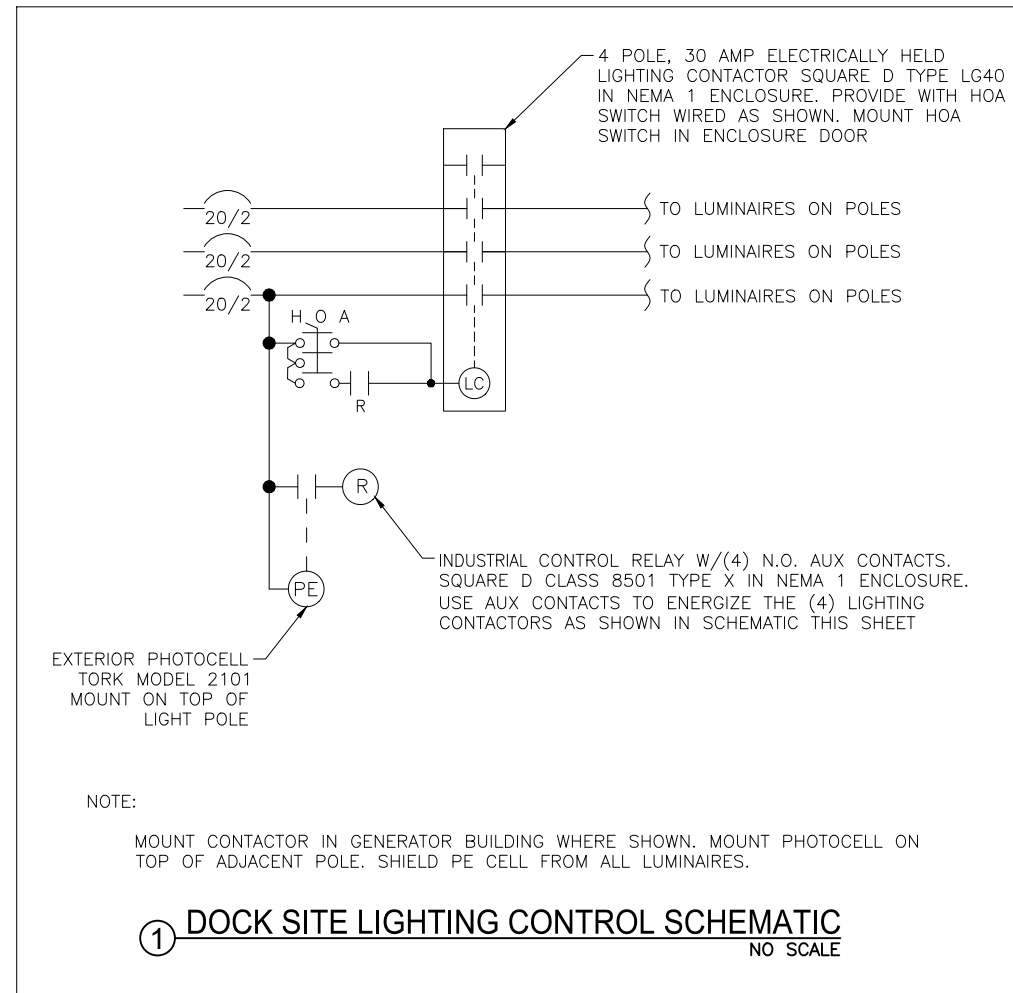 4 POLE, 30 AMP ELECTRICALLY HELD
LIGHTING CONTACTOR SQUARE D TYPE LG40
IN NEMA 1 ENCLOSURE. PROVIDE WITH HOA
SWITCH WIRED AS SHOWN. MOUNT HOA
SWITCH IN ENCLOSURE DOOR
20/2
TO LUMINAIRES ON POLES
20/2
TO LUMINAIRES ON POLES
20/2
TO LUMINAIRES ON POLES
H O A
R
LC
R
INDUSTRIAL CONTROL RELAY W/(4) N.O. AUX CONTACTS.
SQUARE D CLASS 8501 TYPE X IN NEMA 1 ENCLOSURE.
USE AUX CONTACTS TO ENERGIZE THE (4) LIGHTING
CONTACTORS AS SHOWN IN SCHEMATIC THIS SHEET
PE
EXTERIOR PHOTOCELL
TORK MODEL 2101
MOUNT ON TOP OF
LIGHT POLE
NOTE:
MOUNT CONTACTOR IN GENERATOR BUILDING WHERE SHOWN. MOUNT PHOTOCELL ON
TOP OF ADJACENT POLE. SHIELD PE CELL FROM ALL LUMINAIRES.
1 DOCK SITE LIGHTING CONTROL SCHEMATIC
NO SCALE